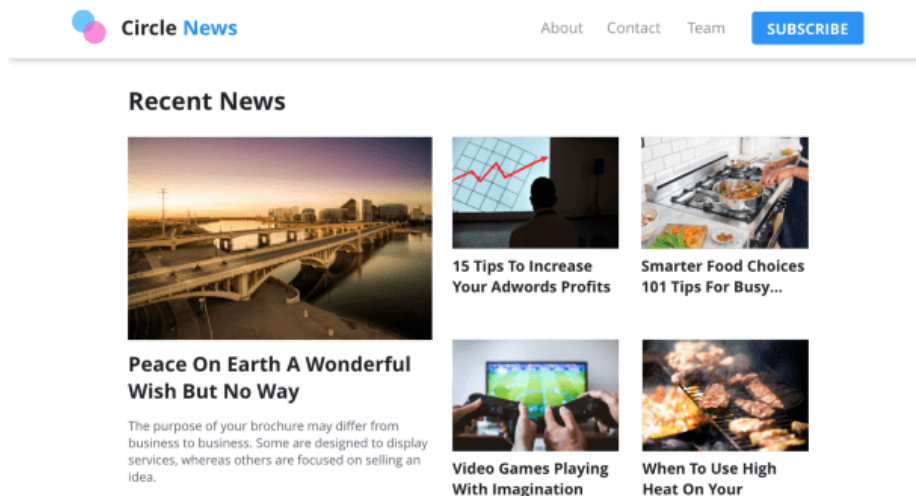 Circle News
About Contact Team SUBSCRIBE
Recent News
Peace On Earth A Wonderful
Wish But No Way
The purpose of your brochure may differ from
business to business. Some are designed to display
services, whereas others are focused on selling an
idea.
15 Tips To Increase
Your Adwords Profits
Smarter Food Choices
101 Tips For Busy...
Video Games Playing
With Imagination
When To Use High
Heat On Your